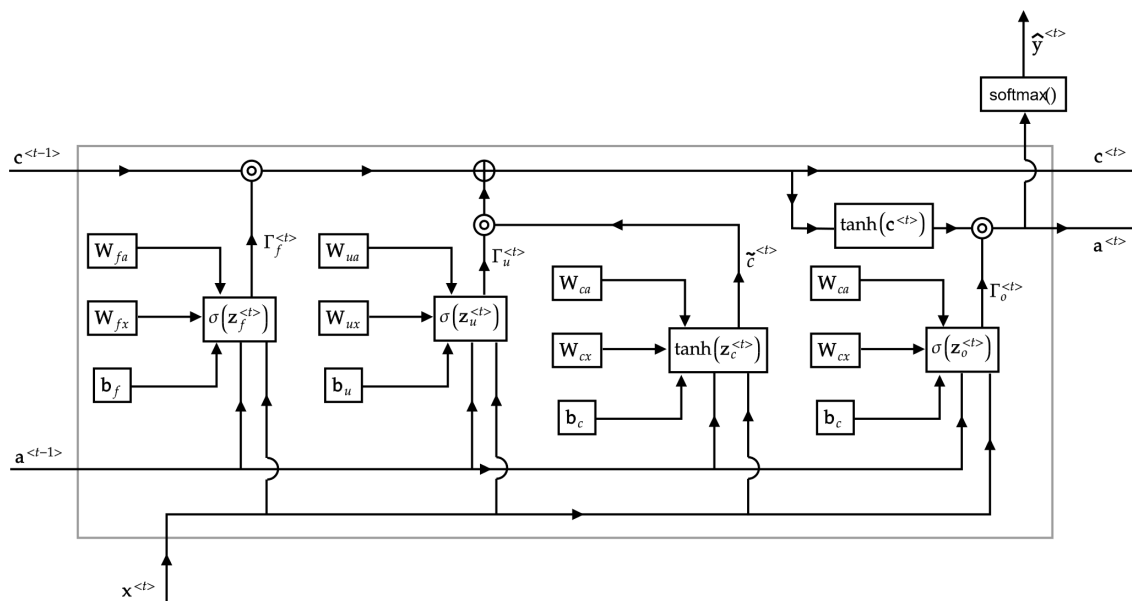 ŷ<t>
softmax()
c<t-1>
c<t>
tanh(c<t>)
a<t>
W_fa
Γ_f<t>
W_ua
Γ_u<t>
c̃<t>
W_ca
W_ca
Γ_o<t>
W_fx
σ(z_f<t>)
W_ux
σ(z_u<t>)
W_cx
tanh(z_c<t>)
W_cx
σ(z_o<t>)
b_f
b_u
b_c
b_c
a<t-1>
x<t>